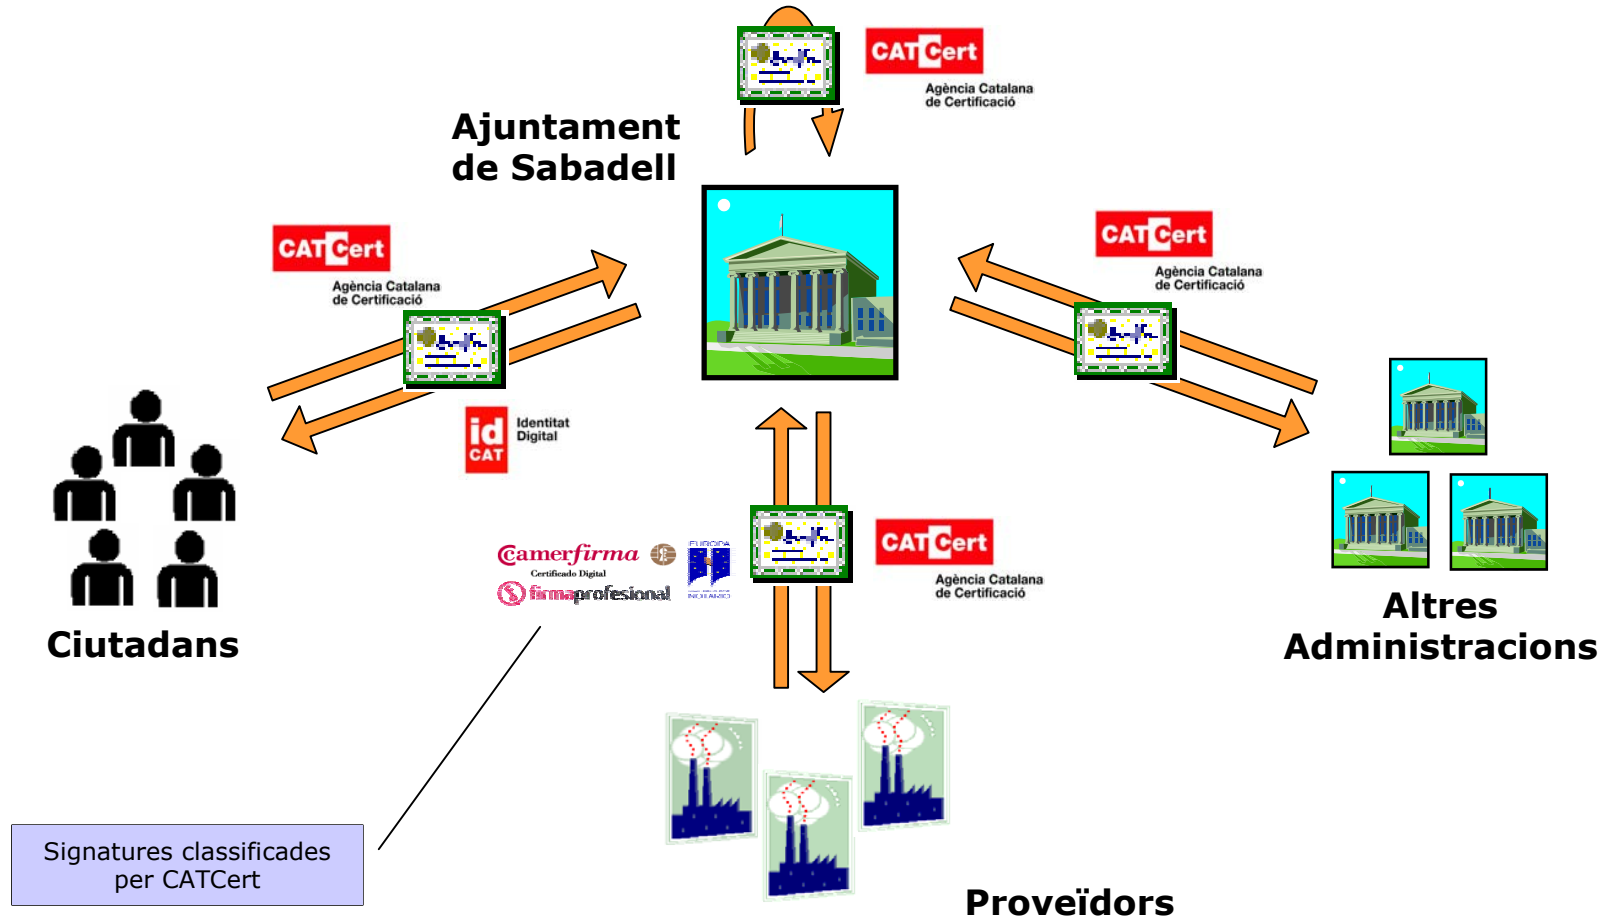 CATCert
Agència Catalana
de Certificació
Ajuntament
de Sabadell
CATCert
Agència Catalana
de Certificació
CATCert
Agència Catalana
de Certificació
id
CAT
Identitat
Digital
Camerfirma
Certificado Digital
firmaprofesional
EUROPA
CATCert
Agència Catalana
de Certificació
Ciutadans
Altres
Administracions
Signatures classificades
per CATCert
Proveïdors